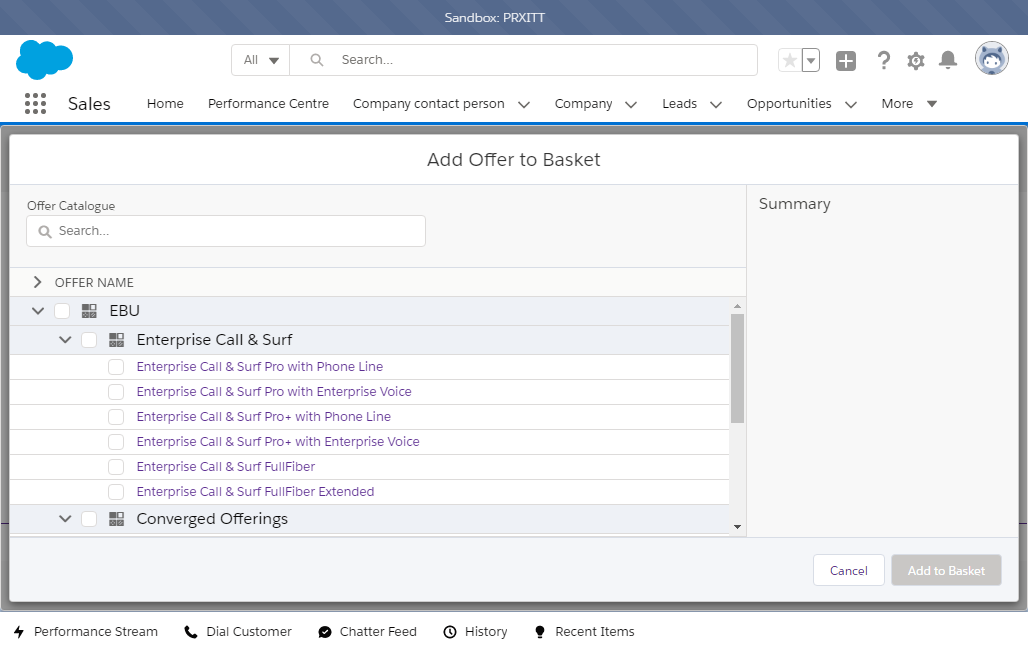 Sandbox: PRXITT
All Search...
Sales Home Performance Centre Company contact person Company Leads Opportunities More
Add Offer to Basket
Offer Catalogue
Search...
Summary
OFFER NAME
EBU
Enterprise Call & Surf
Enterprise Call & Surf Pro with Phone Line
Enterprise Call & Surf Pro with Enterprise Voice
Enterprise Call & Surf Pro+ with Phone Line
Enterprise Call & Surf Pro+ with Enterprise Voice
Enterprise Call & Surf FullFiber
Enterprise Call & Surf FullFiber Extended
Converged Offerings
Cancel Add to Basket
Performance Stream Dial Customer Chatter Feed History Recent Items